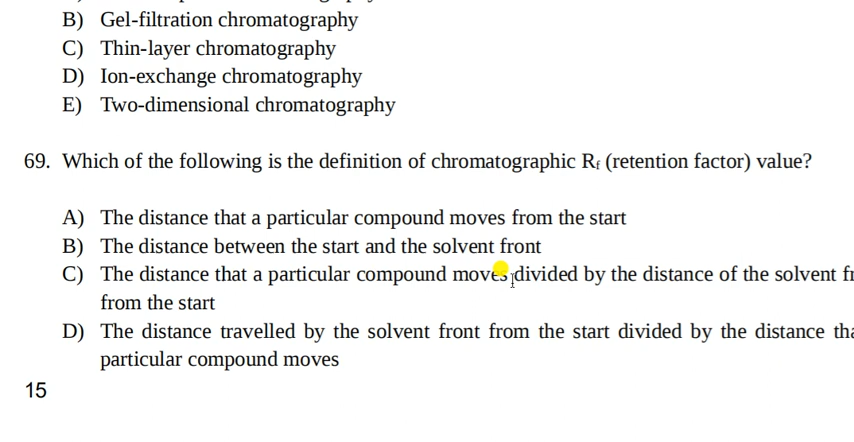 B) Gel-filtration chromatography
C) Thin-layer chromatography
D) Ion-exchange chromatography
E) Two-dimensional chromatography
69. Which of the following is the definition of chromatographic Rf (retention factor) value?
A) The distance that a particular compound moves from the start
B) The distance between the start and the solvent front
C) The distance that a particular compound moves divided by the distance of the solvent
from the start
D) The distance travelled by the solvent front from the start divided by the distance
particular compound moves
15